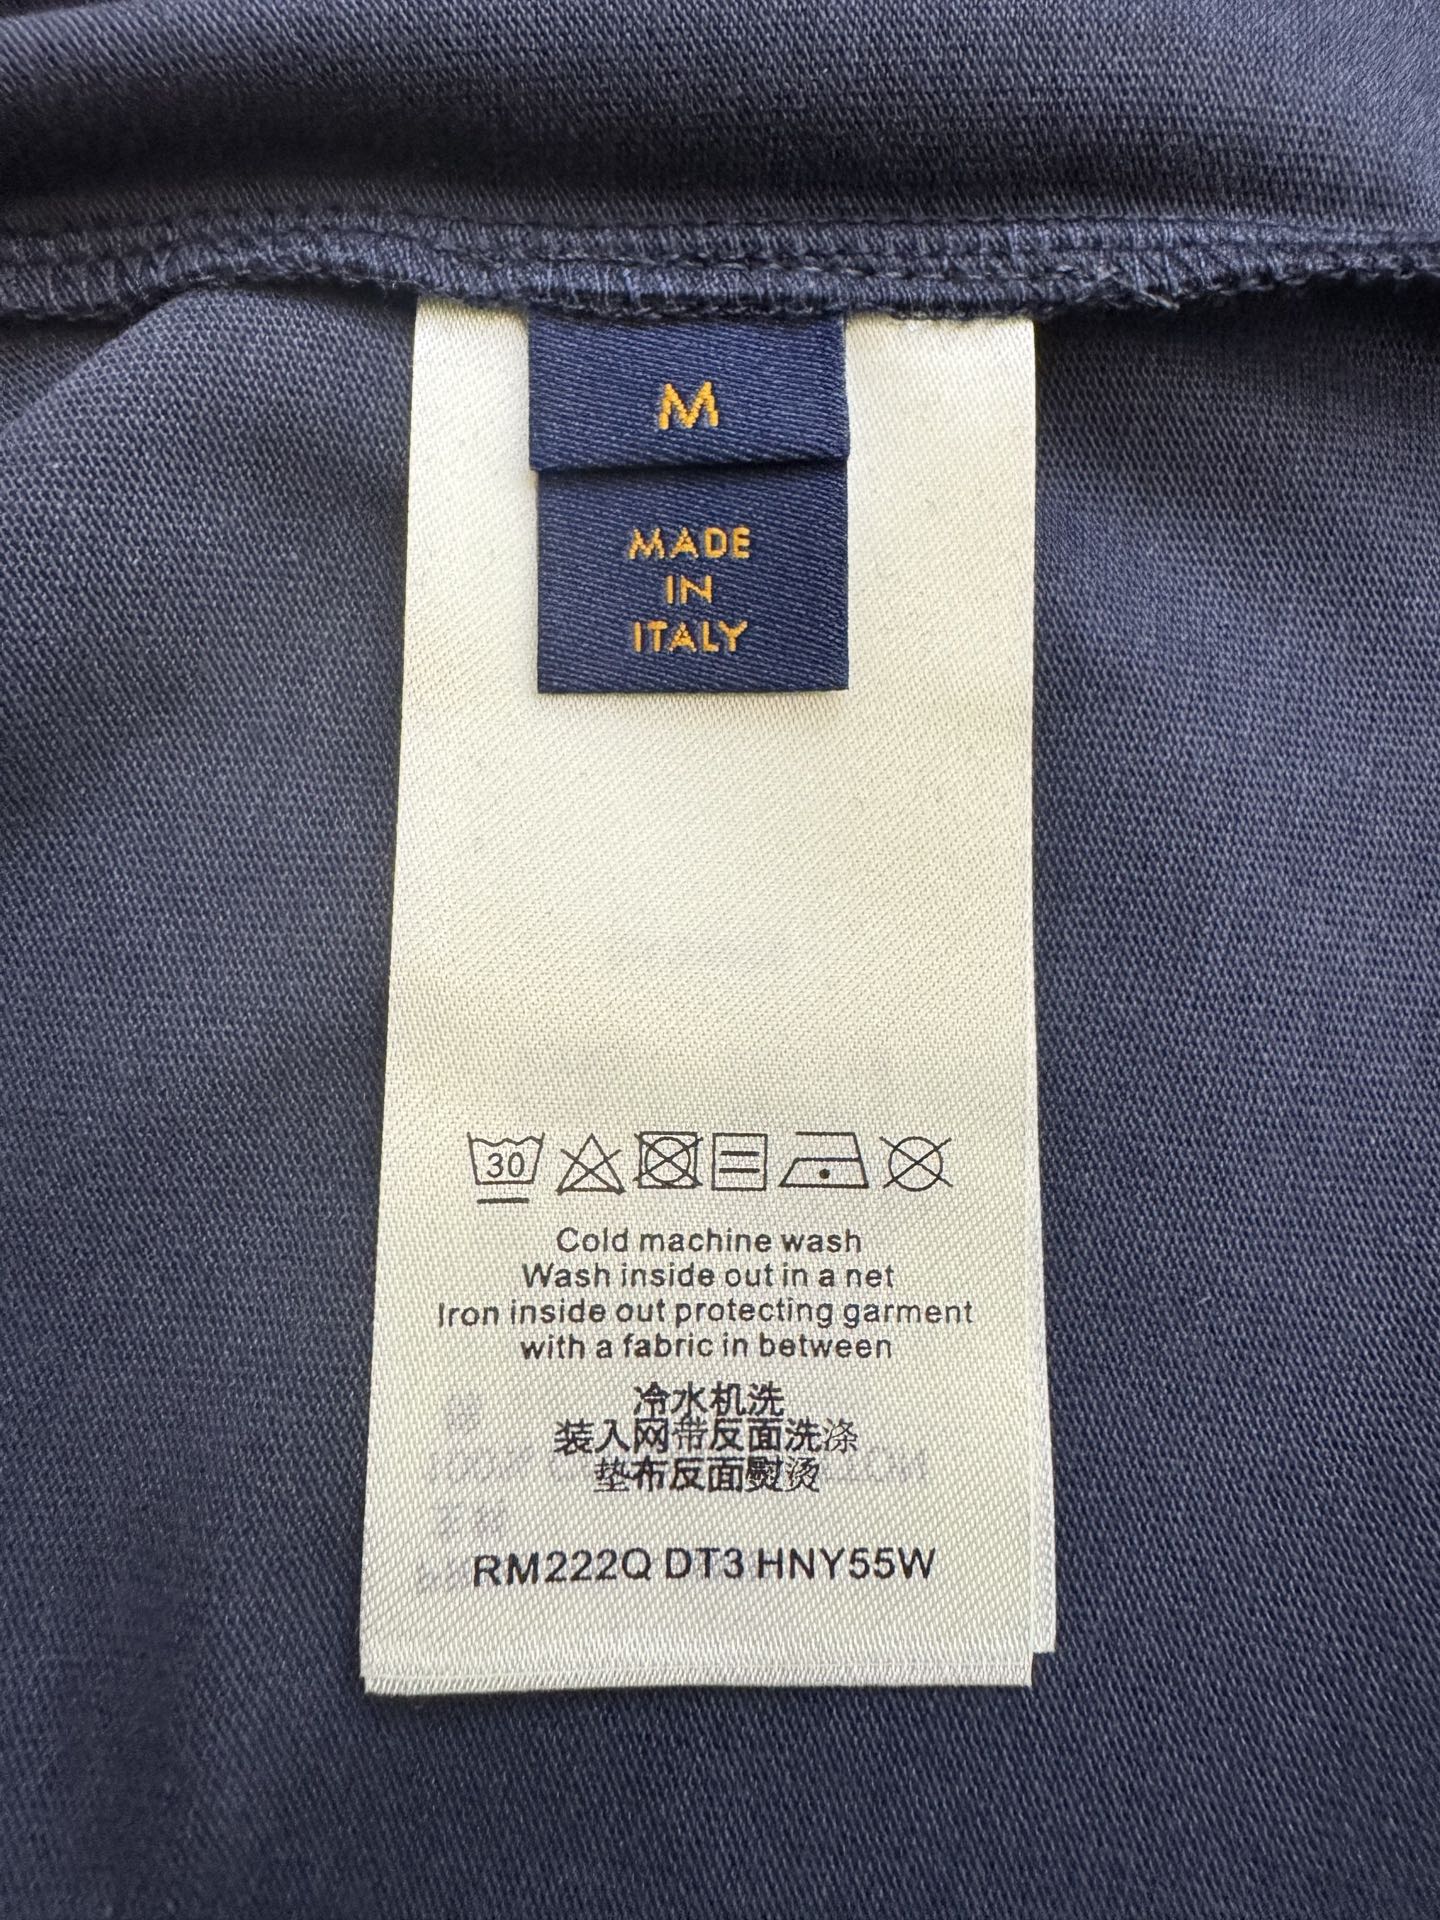 M
MADE
IN
ITALY
30
Cold machine wash
Wash inside out in a net
Iron inside out protecting garment
with a fabric in between
冷水机洗
装入网带反面洗涤
垫布反面熨烫
RM222Q DT3 HNY55W